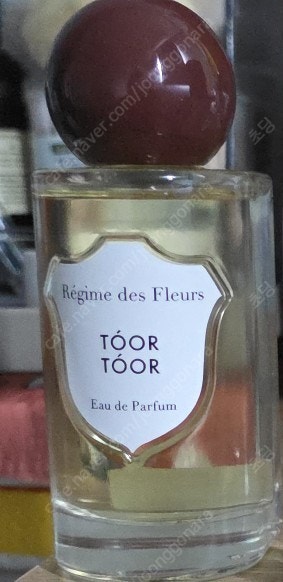 Régime des Fleurs
TÓOR
TÓOR
Eau de Parfum